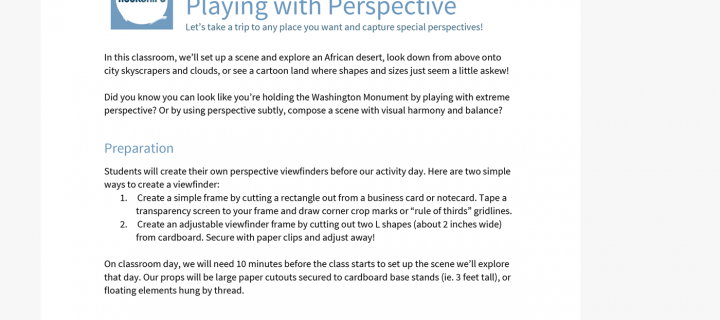 Playing with Perspective
Let's take a trip to any place you want and capture special perspectives!
In this classroom, we'll set up a scene and explore an African desert, look down from above onto
city skyscrapers and clouds, or see a cartoon land where shapes and sizes just seem a little askew!
Did you know you can look like you're holding the Washington Monument by playing with extreme
perspective? Or by using perspective subtly, compose a scene with visual harmony and balance?
Preparation
Students will create their own perspective viewfinders before our activity day. Here are two simple
ways to create a viewfinder:
1. Create a simple frame by cutting a rectangle out from a business card or notecard. Tape a
transparency screen to your frame and draw corner crop marks or “rule of thirds” gridlines.
2. Create an adjustable viewfinder frame by cutting out two L shapes (about 2 inches wide)
from cardboard. Secure with paper clips and adjust away!
On classroom day, we will need 10 minutes before the class starts to set up the scene we'll explore
that day. Our props will be large paper cutouts secured to cardboard base stands (ie. 3 feet tall), or
floating elements hung by thread.